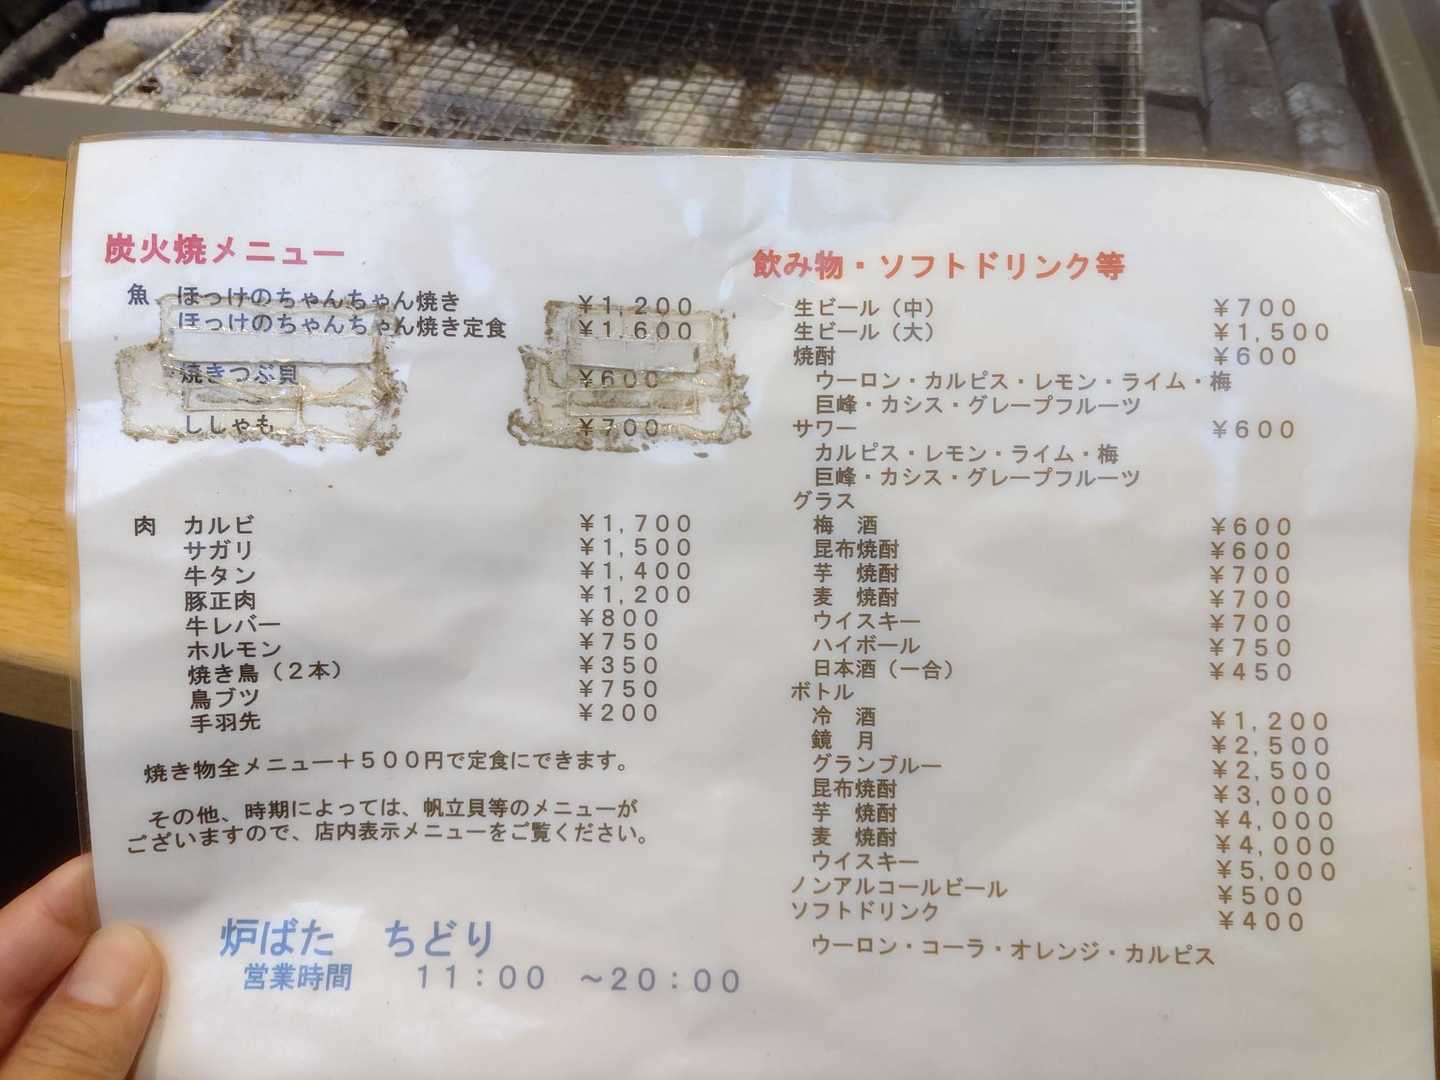 炭火焼メニュー
魚 ほっけのちゃんちゃん焼き ¥1,200
ほっけのちゃんちゃん焼き定食 ¥1,600
焼きつぶ貝 ¥600
ししゃも ¥700
肉 カルビ ¥1,700
サガリ ¥1,500
牛タン ¥1,400
豚正肉 ¥1,200
牛レバー ¥800
ホルモン ¥750
焼き鳥(2本) ¥350
鳥ブツ ¥750
手羽先 ¥200
焼き物全メニュー+500円で定食にできます。
その他、時期によっては、帆立貝等のメニューが
ございますので、店内表示メニューをご覧ください。
炉ばた ちどり
営業時間 11:00 ~20:00
飲み物・ソフトドリンク等
生ビール(中) ¥700
生ビール(大) ¥1,500
焼酎 ¥600
ウーロン・カルピス・レモン・ライム・梅
巨峰・カシス・グレープフルーツ
サワー ¥600
カルピス・レモン・ライム・梅
巨峰・カシス・グレープフルーツ
グラス
梅 酒 ¥600
昆布焼酎 ¥600
芋 焼酎 ¥700
麦 焼酎 ¥700
ウイスキー ¥700
ハイボール ¥750
日本酒(一合) ¥450
ボトル
冷 酒 ¥1,200
鏡 月 ¥2,500
グランブルー ¥2,500
昆布焼酎 ¥3,000
芋 焼酎 ¥4,000
麦 焼酎 ¥4,000
ウイスキー ¥5,000
ノンアルコールビール ¥500
ソフトドリンク ¥400
ウーロン・コーラ・オレンジ・カルピス